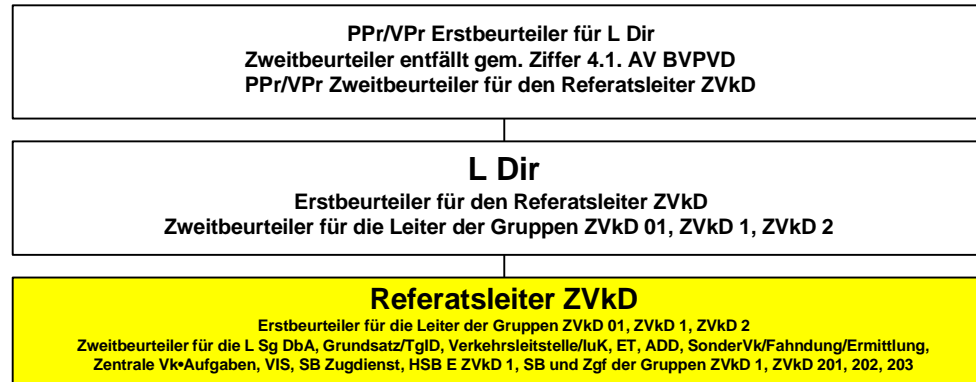 PPr/VPr Erstbeurteiler für L Dir
Zweitbeurteiler entfällt gem. Ziffer 4.1. AV BVPVD
PPr/VPr Zweitbeurteiler für den Referatsleiter ZVkD
L Dir
Erstbeurteiler für den Referatsleiter ZVkD
Zweitbeurteiler für die Leiter der Gruppen ZVkD 01, ZVkD 1, ZVkD 2
Referatsleiter ZVkD
Erstbeurteiler für die Leiter der Gruppen ZVkD 01, ZVkD 1, ZVkD 2
Zweitbeurteiler für die L Sg DbA, Grundsatz/TgID, Verkehrsleitstelle/IuK, ET, ADD, SonderVk/Fahndung/Ermittlung,
Zentrale Vk•Aufgaben, VIS, SB Zugdienst, HSB E ZVkD 1, SB und Zgf der Gruppen ZVkD 1, ZVkD 201, 202, 203